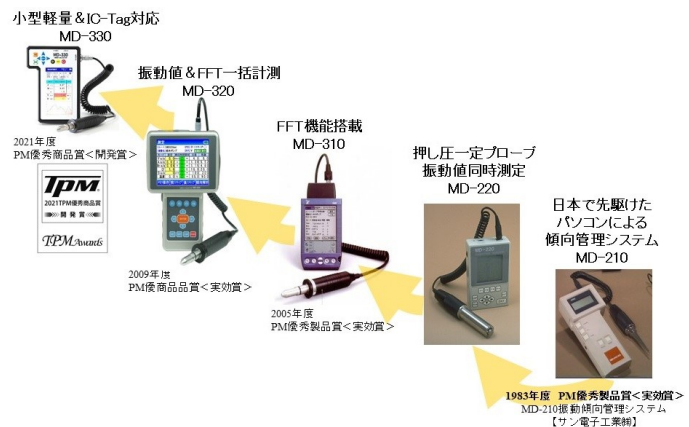 小型軽量＆IC-Tag対応
MD-330
振動値＆FFT一括計測
MD-320
FFT機能搭載
MD-310
押し圧一定プローブ
振動値同時測定
MD-220
日本で先駆けた
パソコンによる
傾向管理システム
MD-210
2021年度
PM優秀商品賞＜開発賞＞
TPM
2021TPM優秀商品賞
開発賞
TPM Awards
2009年度
PM優商品品賞＜実効賞＞
2005年度
PM優秀製品賞＜実効賞＞
1983年度 PM優秀製品賞＜実効賞＞
MD-210振動傾向管理システム
【サン電子工業㈱】